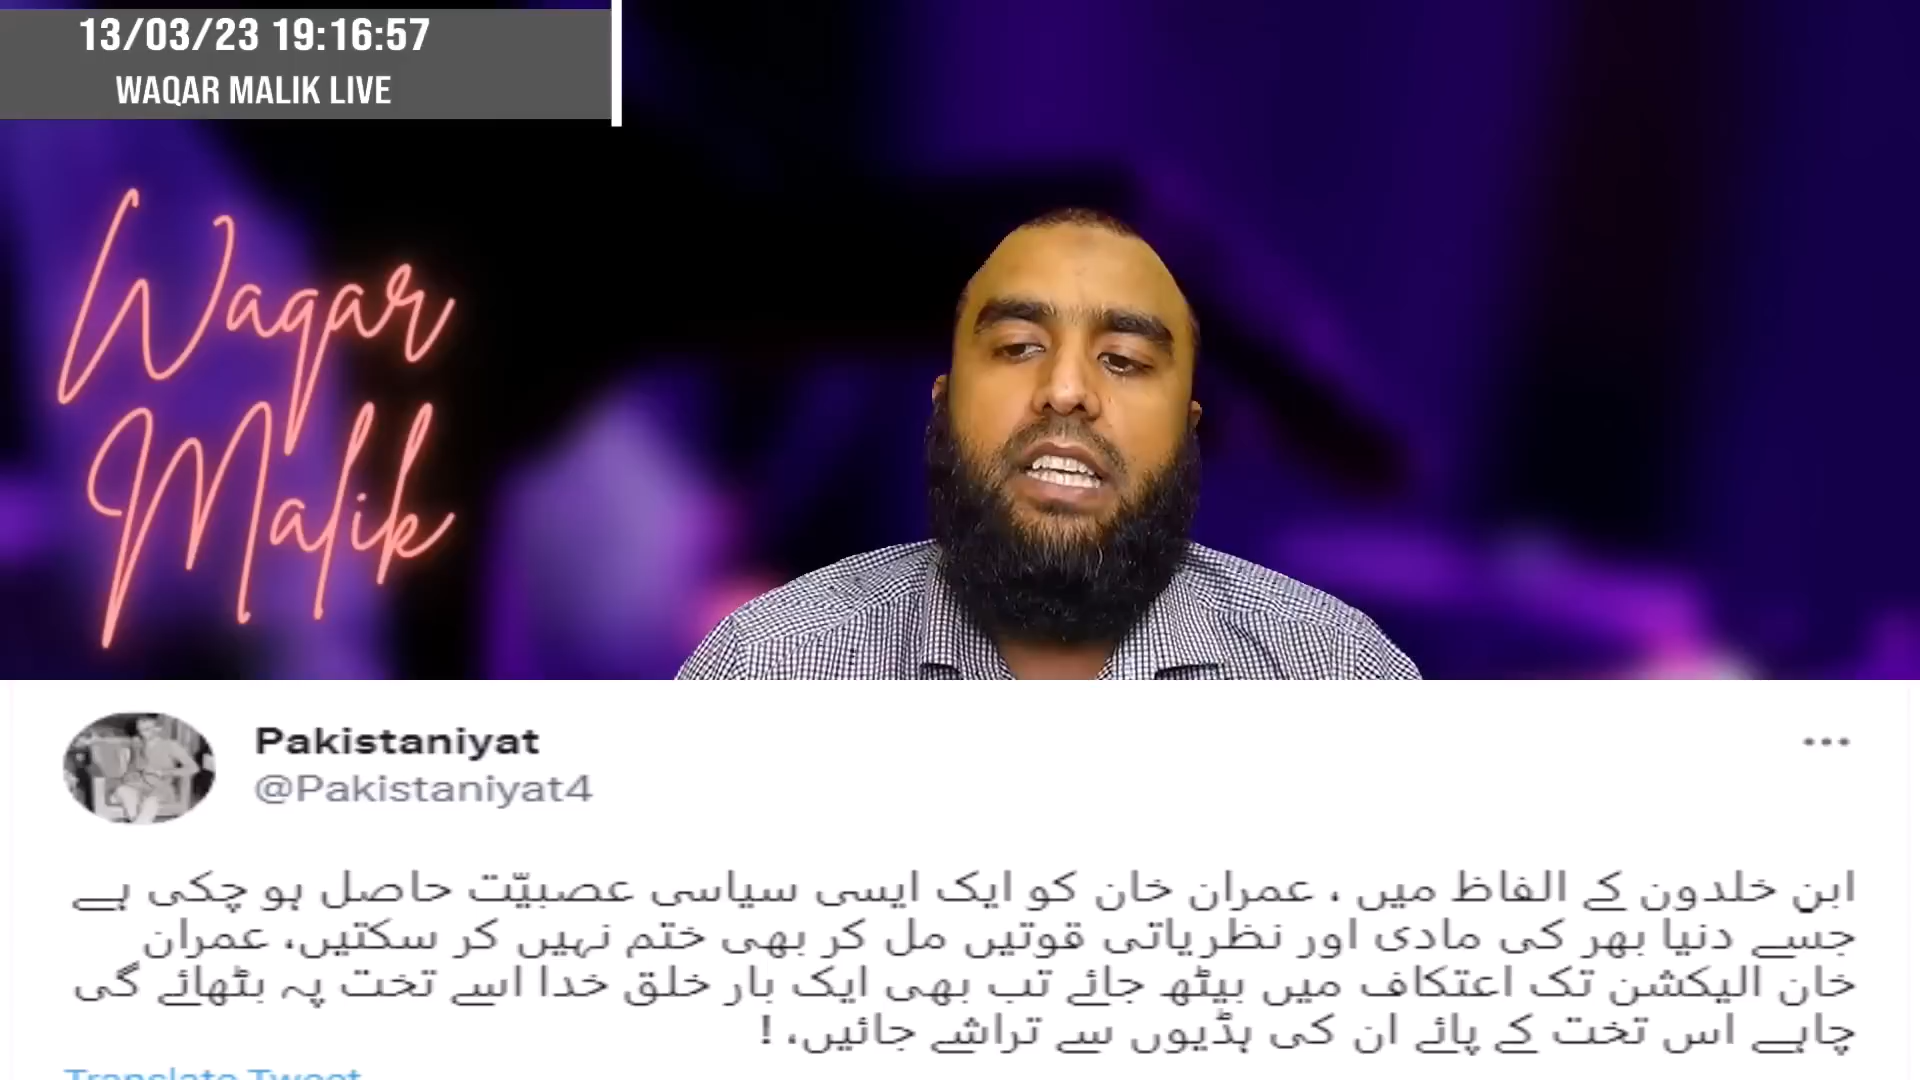 13/03/23 19:16:57
WAQAR MALIK LIVE
Waqar
Malik
Pakistaniyat
@Pakistaniyat4
ابنِ خلدون کے الفاظ میں ، عمران خان کو ایک ایسی سیاسی عصبیّت حاصل ہو چکی ہے
جسے دنیا بھر کی مادی اور نظریاتی قوتیں مل کر بھی ختم نہیں کر سکتیں، عمران
خان الیکشن تک اعتکاف میں بیٹھ جائے تب بھی ایک بار خلق خدا اسے تخت پہ بٹھائے گی
چاہے اس تخت کے پائے ان کی ہڈیوں سے تراشے جائیں، !
Translate Tweet